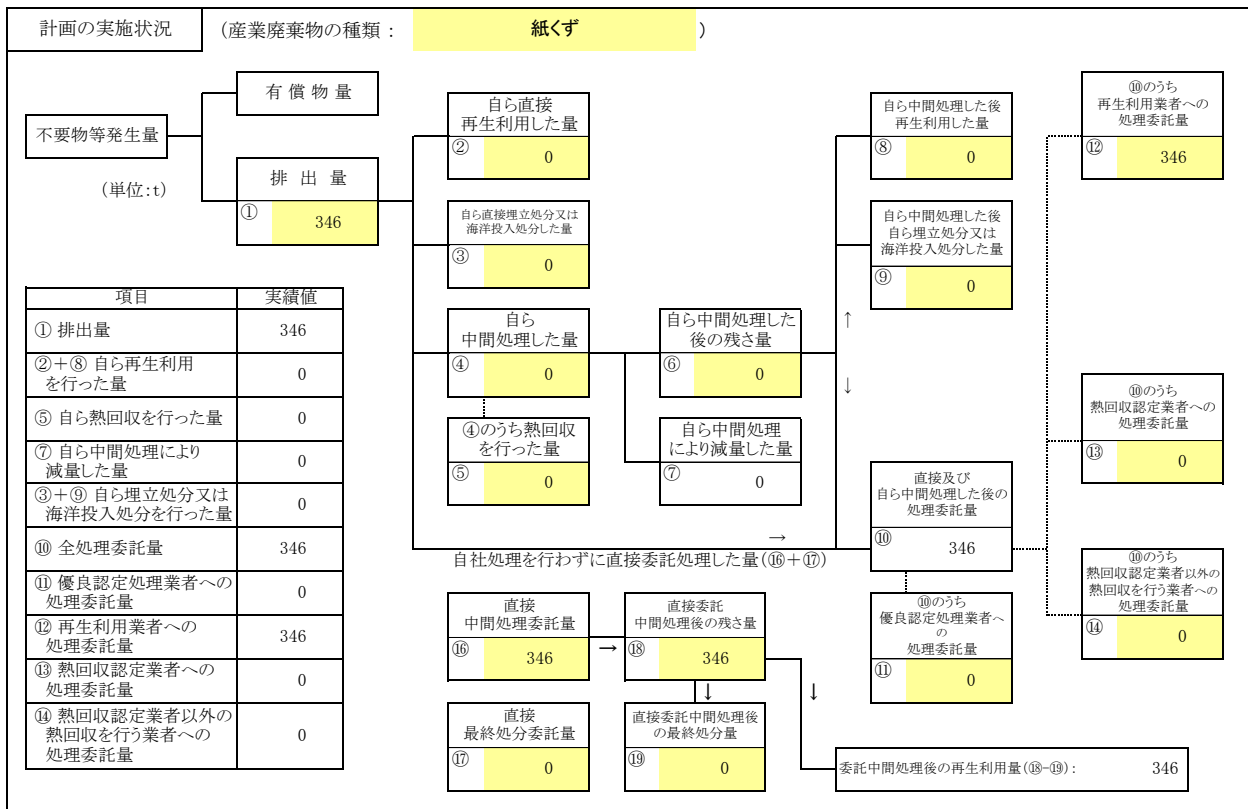 計画の実施状況
(産業廃棄物の種類： 紙くず )
有償物量
不要物等発生量
(単位:t)
排出量
① 346
自ら直接
再生利用した量
② 0
自ら直接埋立処分又は
海洋投入処分した量
③ 0
自ら
中間処理した量
④ 0
④のうち熱回収
を行った量
⑤ 0
自ら中間処理した
後の残さ量
⑥ 0
自ら中間処理
により減量した量
⑦ 0
自ら中間処理した後
再生利用した量
⑧ 0
自ら中間処理した後
自ら埋立処分又は
海洋投入処分した量
⑨ 0
↑
↓
⑩のうち
再生利用業者への
処理委託量
⑫ 346
⑩のうち
熱回収認定業者への
処理委託量
⑬ 0
直接及び
自ら中間処理した後の
処理委託量
⑩ 346
⑩のうち
熱回収認定業者以外の
熱回収を行う業者への
処理委託量
⑭ 0
⑩のうち
優良認定処理業者へ
の
処理委託量
⑪ 0
→
自社処理を行わずに直接委託処理した量(⑯＋⑰)
直接
中間処理委託量
⑯ 346
→
直接委託
中間処理後の残さ量
⑱ 346
↓
↓
直接
最終処分委託量
⑰ 0
直接委託中間処理後
の最終処分量
⑲ 0
委託中間処理後の再生利用量(⑱-⑲)： 346
項目 実績値
① 排出量 346
②＋⑧ 自ら再生利用
を行った量 0
⑤ 自ら熱回収を行った量 0
⑦ 自ら中間処理により
減量した量 0
③＋⑨ 自ら埋立処分又は
海洋投入処分を行った量 0
⑩ 全処理委託量 346
⑪ 優良認定処理業者への
処理委託量 0
⑫ 再生利用業者への
処理委託量 346
⑬ 熱回収認定業者への
処理委託量 0
⑭ 熱回収認定業者以外の
熱回収を行う業者への
処理委託量 0